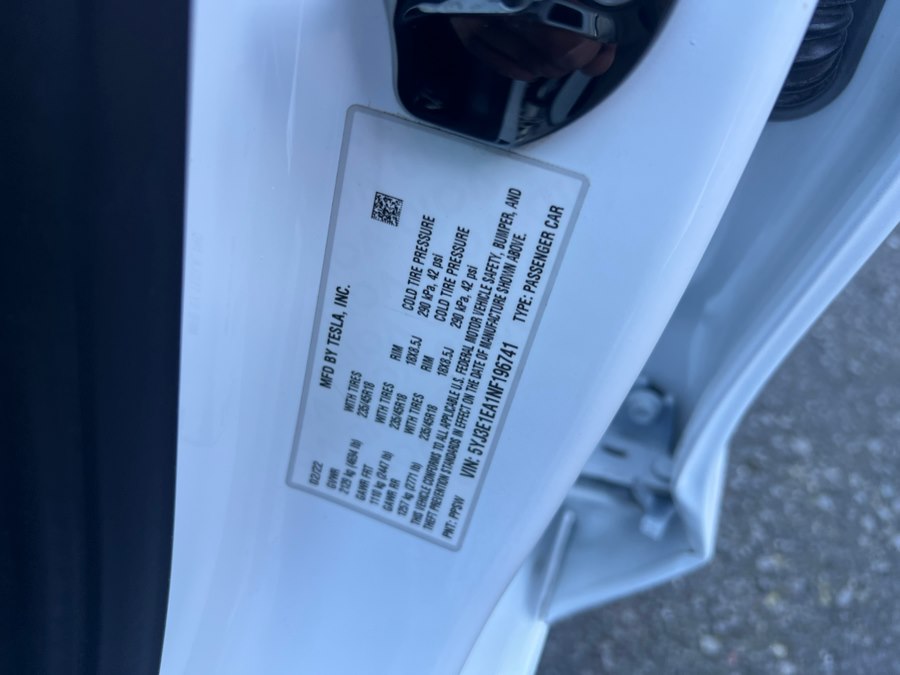 MFD BY TESLA, INC.
02/22
GVWR
2129 kg (4694 lb)
WITH TIRES
235/45R18
RIM
18X8.5J
COLD TIRE PRESSURE
290 kPa, 42 psi
GAWR FRT
1110 kg (2447 lb)
WITH TIRES
235/45R18
GAWR RR
1257 kg (2771 lb)
WITH TIRES
235/45R18
RIM
18X8.5J
COLD TIRE PRESSURE
290 kPa, 42 psi
THIS VEHICLE CONFORMS TO ALL APPLICABLE U.S. FEDERAL MOTOR VEHICLE SAFETY, BUMPER, AND
THEFT PREVENTION STANDARDS IN EFFECT ON THE DATE OF MANUFACTURE SHOWN ABOVE.
PNT: PPSW VIN: 5YJ3E1EA1NF196741 TYPE: PASSENGER CAR